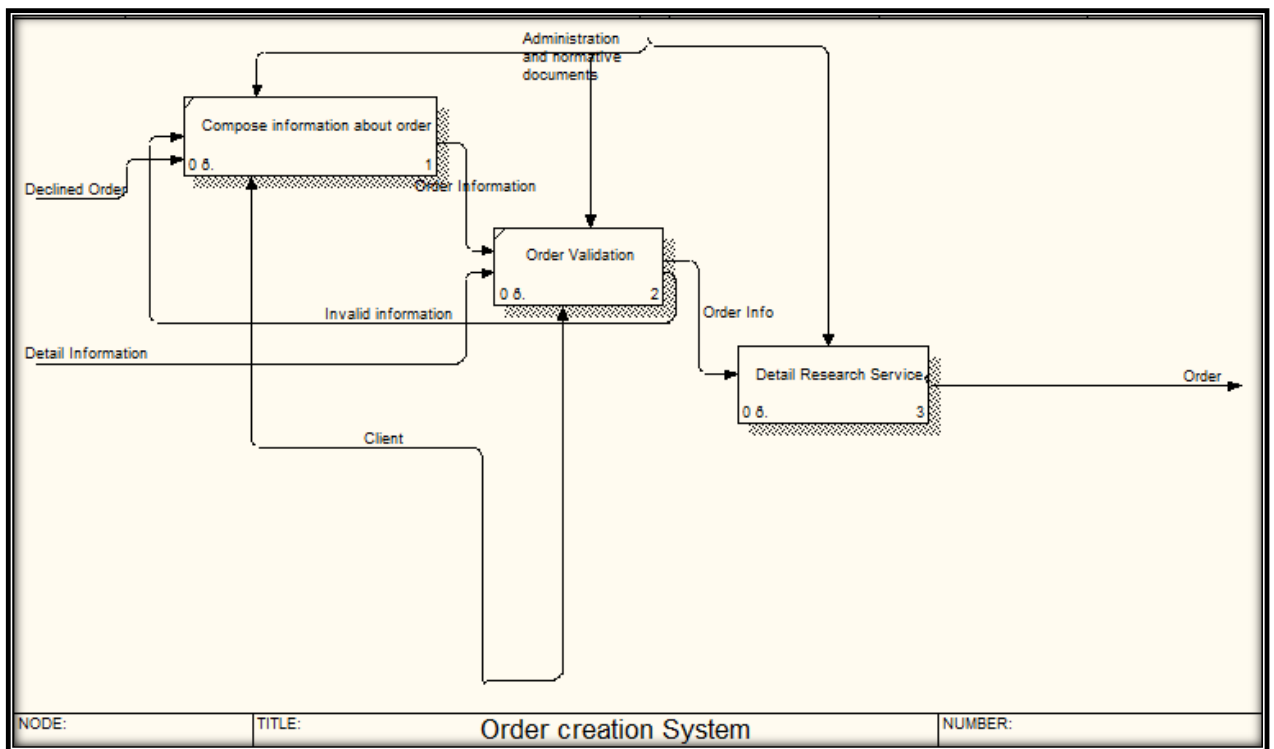 Administration
and normative
documents
Compose information about order
0 б.
1
Declined Order
Order Information
Order Validation
0 б.
2
Invalid information
Order Info
Detail Information
Detail Research Service
0 б.
3
Order
Client
NODE:
TITLE:
Order creation System
NUMBER: